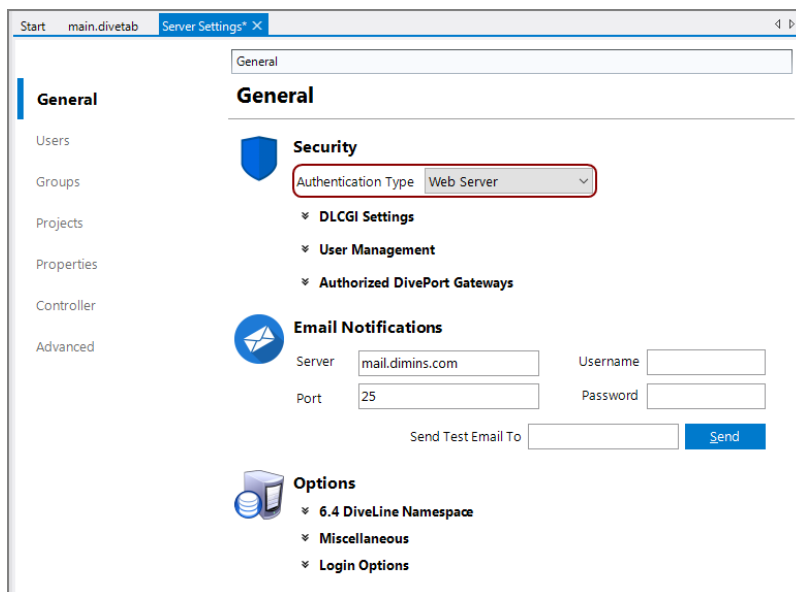 Start main.divetab Server Settings* ✕
General
General
General
Users
Groups
Projects
Properties
Controller
Advanced
Security
Authentication Type Web Server
DLCGI Settings
User Management
Authorized DivePort Gateways
Email Notifications
Server mail.dimins.com Username
Port 25 Password
Send Test Email To Send
Options
6.4 DiveLine Namespace
Miscellaneous
Login Options